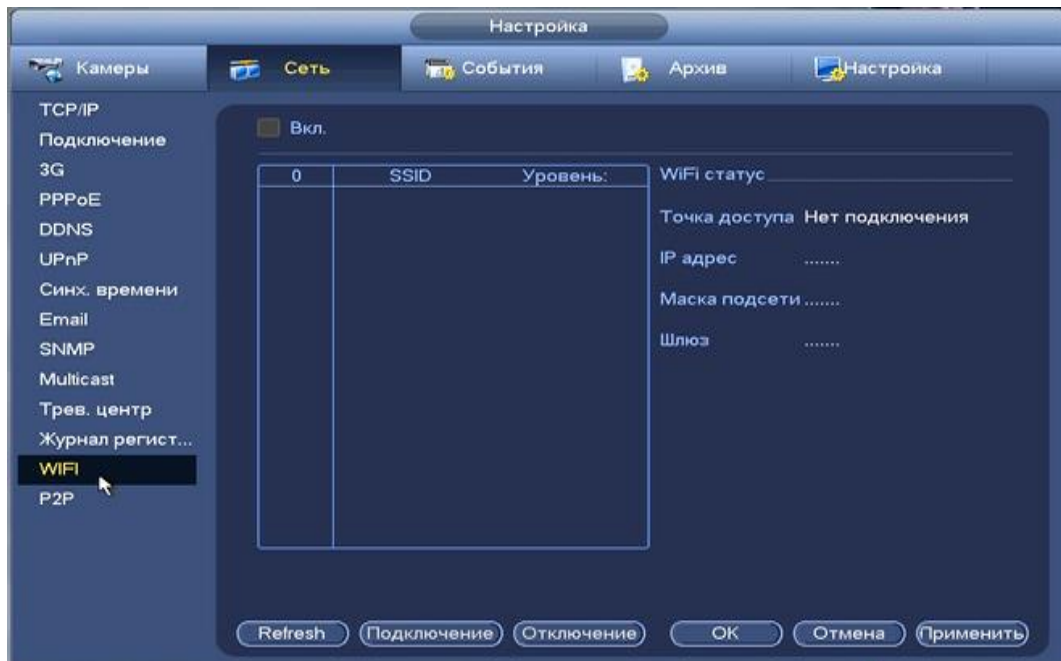 Настройка
Камеры Сеть События Архив Настройка
TCP/IP
Подключение
3G
PPPoE
DDNS
UPnP
Синх. времени
Email
SNMP
Multicast
Трев. центр
Журнал регист...
WIFI
P2P
Вкл.
0 SSID Уровень:
WiFi статус
Точка доступа Нет подключения
IP адрес .......
Маска подсети .......
Шлюз .......
Refresh Подключение Отключение OK Отмена Применить